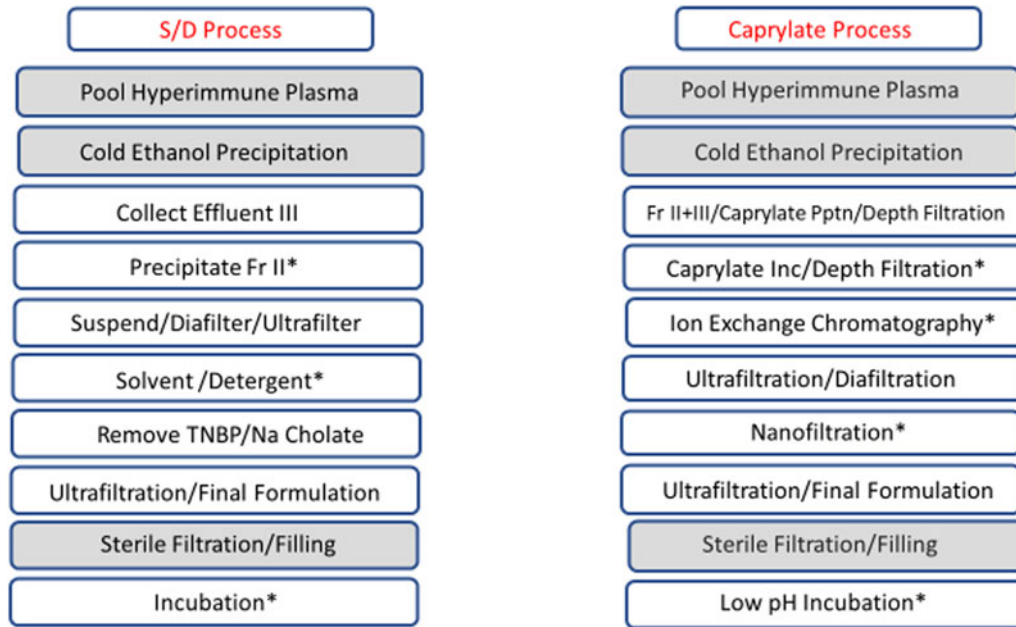 S/D Process
Pool Hyperimmune Plasma
Cold Ethanol Precipitation
Collect Effluent III
Precipitate Fr II*
Suspend/Diafilter/Ultrafilter
Solvent /Detergent*
Remove TNBP/Na Cholate
Ultrafiltration/Final Formulation
Sterile Filtration/Filling
Incubation*
Caprylate Process
Pool Hyperimmune Plasma
Cold Ethanol Precipitation
Fr II+III/Caprylate Pptn/Depth Filtration
Caprylate Inc/Depth Filtration*
Ion Exchange Chromatography*
Ultrafiltration/Diafiltration
Nanofiltration*
Ultrafiltration/Final Formulation
Sterile Filtration/Filling
Low pH Incubation*